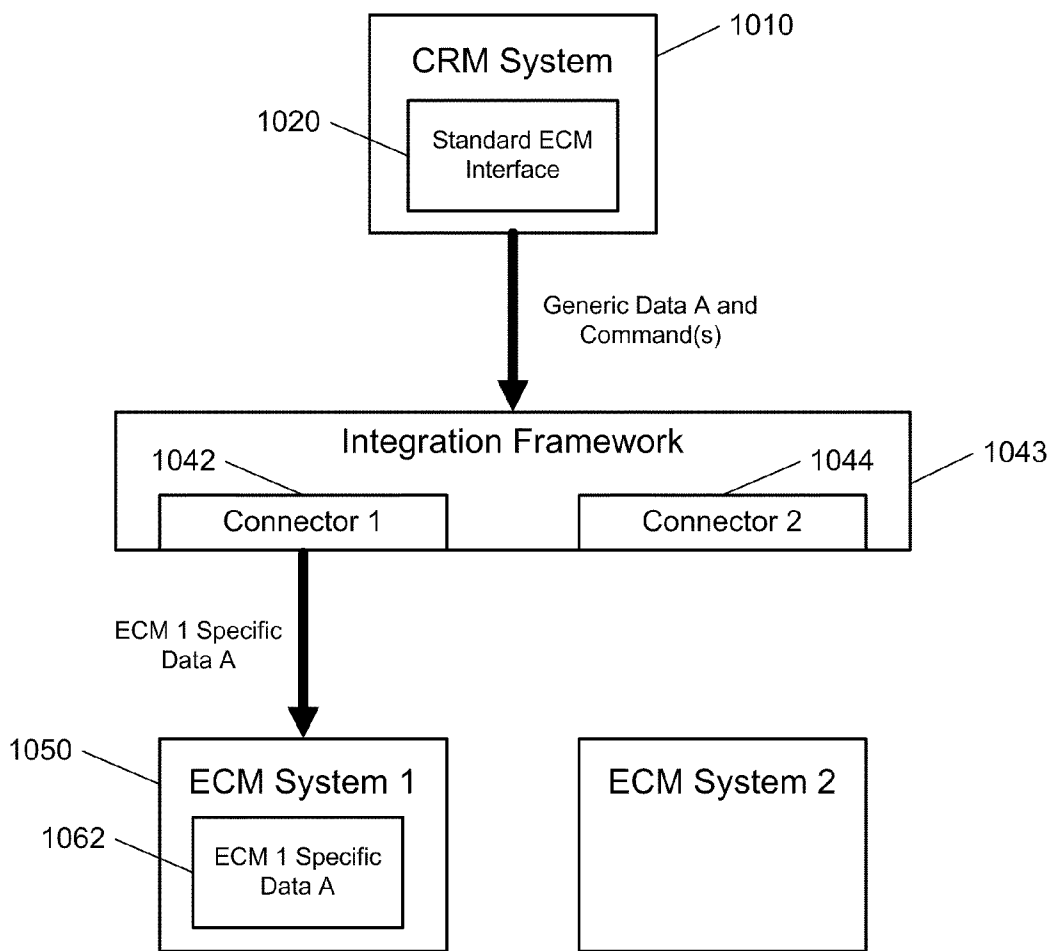 1010
CRM System
1020
Standard ECM
Interface
Generic Data A and
Command(s)
Integration Framework
1042
1044
1043
Connector 1
Connector 2
ECM 1 Specific
Data A
1050
ECM System 1
ECM System 2
1062
ECM 1 Specific
Data A